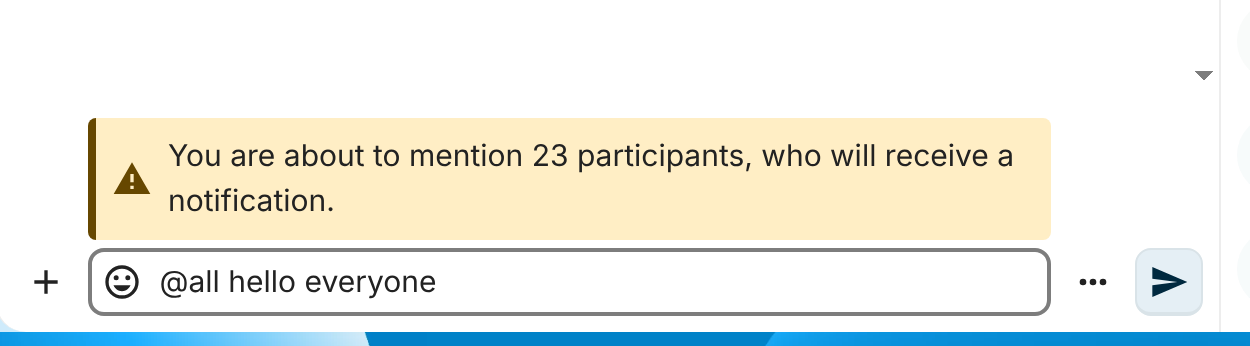 You are about to mention 23 participants, who will receive a
notification.
@all hello everyone